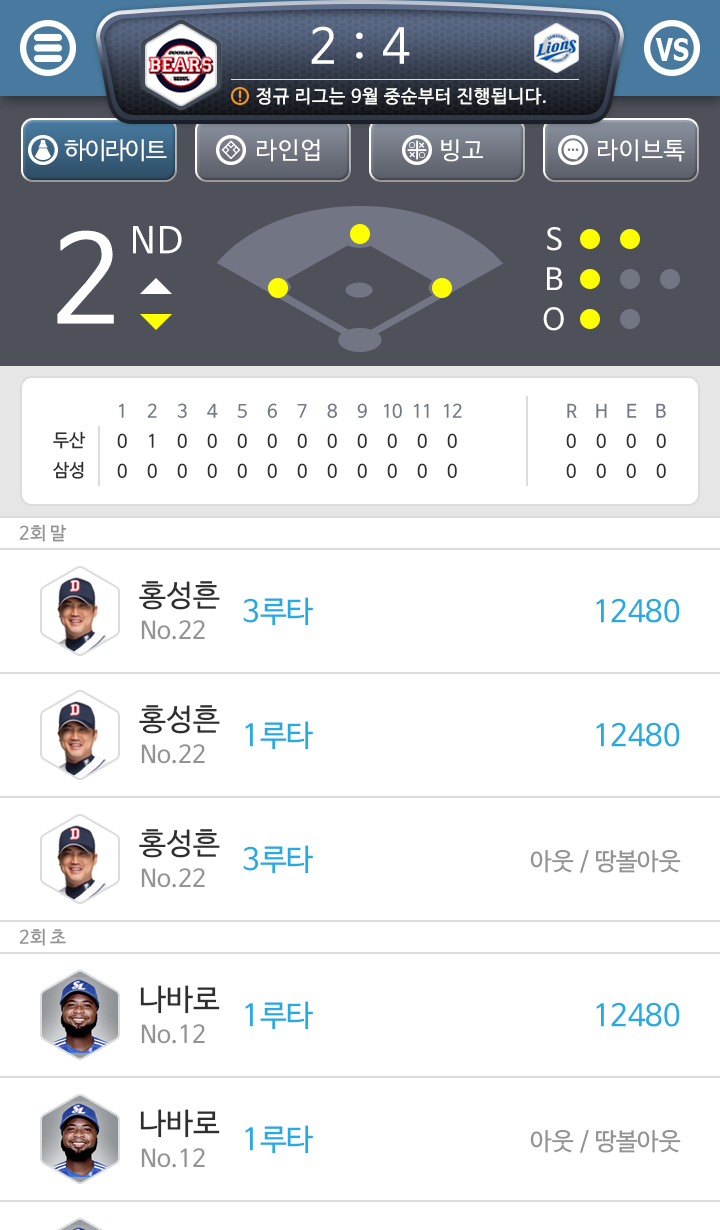 DOOSAN
BEARS
SEOUL
2 : 4
SAMSUNG
Lions
VS
정규 리그는 9월 중순부터 진행됩니다.
하이라이트
라인업
빙고
라이브톡
2 ND
S
B
O
1 2 3 4 5 6 7 8 9 10 11 12 R H E B
두산 0 1 0 0 0 0 0 0 0 0 0 0 0 0 0 0
삼성 0 0 0 0 0 0 0 0 0 0 0 0 0 0 0 0
2회말
홍성흔 3루타 12480
No.22
홍성흔 1루타 12480
No.22
홍성흔 3루타 아웃 / 땅볼아웃
No.22
2회초
나바로 1루타 12480
No.12
나바로 1루타 아웃 / 땅볼아웃
No.12